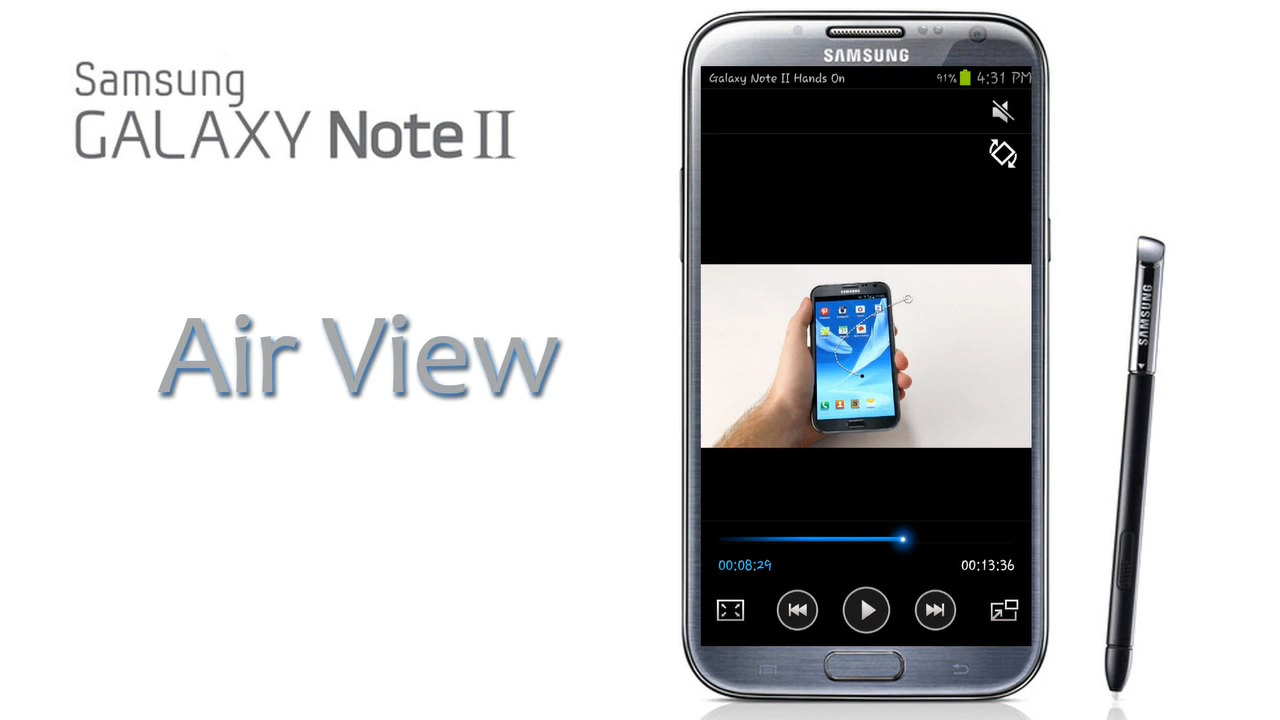 Samsung
GALAXY Note II
Air View
SAMSUNG
Galaxy Note II Hands On
91%
4:31 PM
00:08:29
00:13:36
SAMSUNG